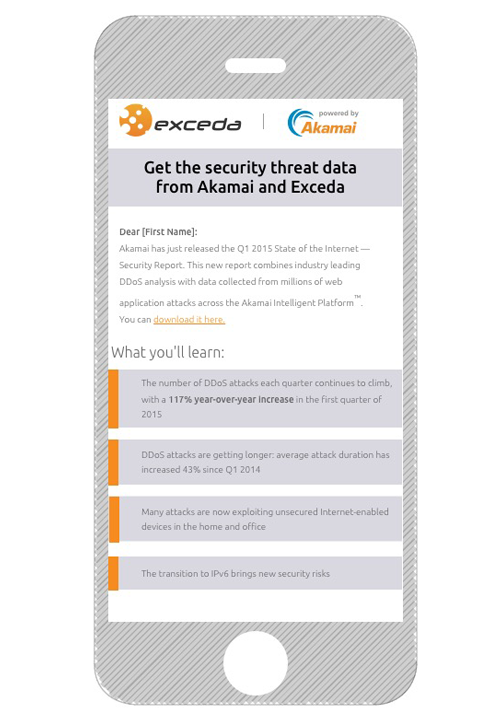 exceda
powered by
Akamai
Get the security threat data
from Akamai and Exceda
Dear [First Name]:
Akamai has just released the Q1 2015 State of the Internet —
Security Report. This new report combines industry leading
DDoS analysis with data collected from millions of web
application attacks across the Akamai Intelligent Platform™.
You can download it here.
What you'll learn:
The number of DDoS attacks each quarter continues to climb,
with a 117% year-over-year increase in the first quarter of
2015
DDoS attacks are getting longer: average attack duration has
increased 43% since Q1 2014
Many attacks are now exploiting unsecured Internet-enabled
devices in the home and office
The transition to IPv6 brings new security risks